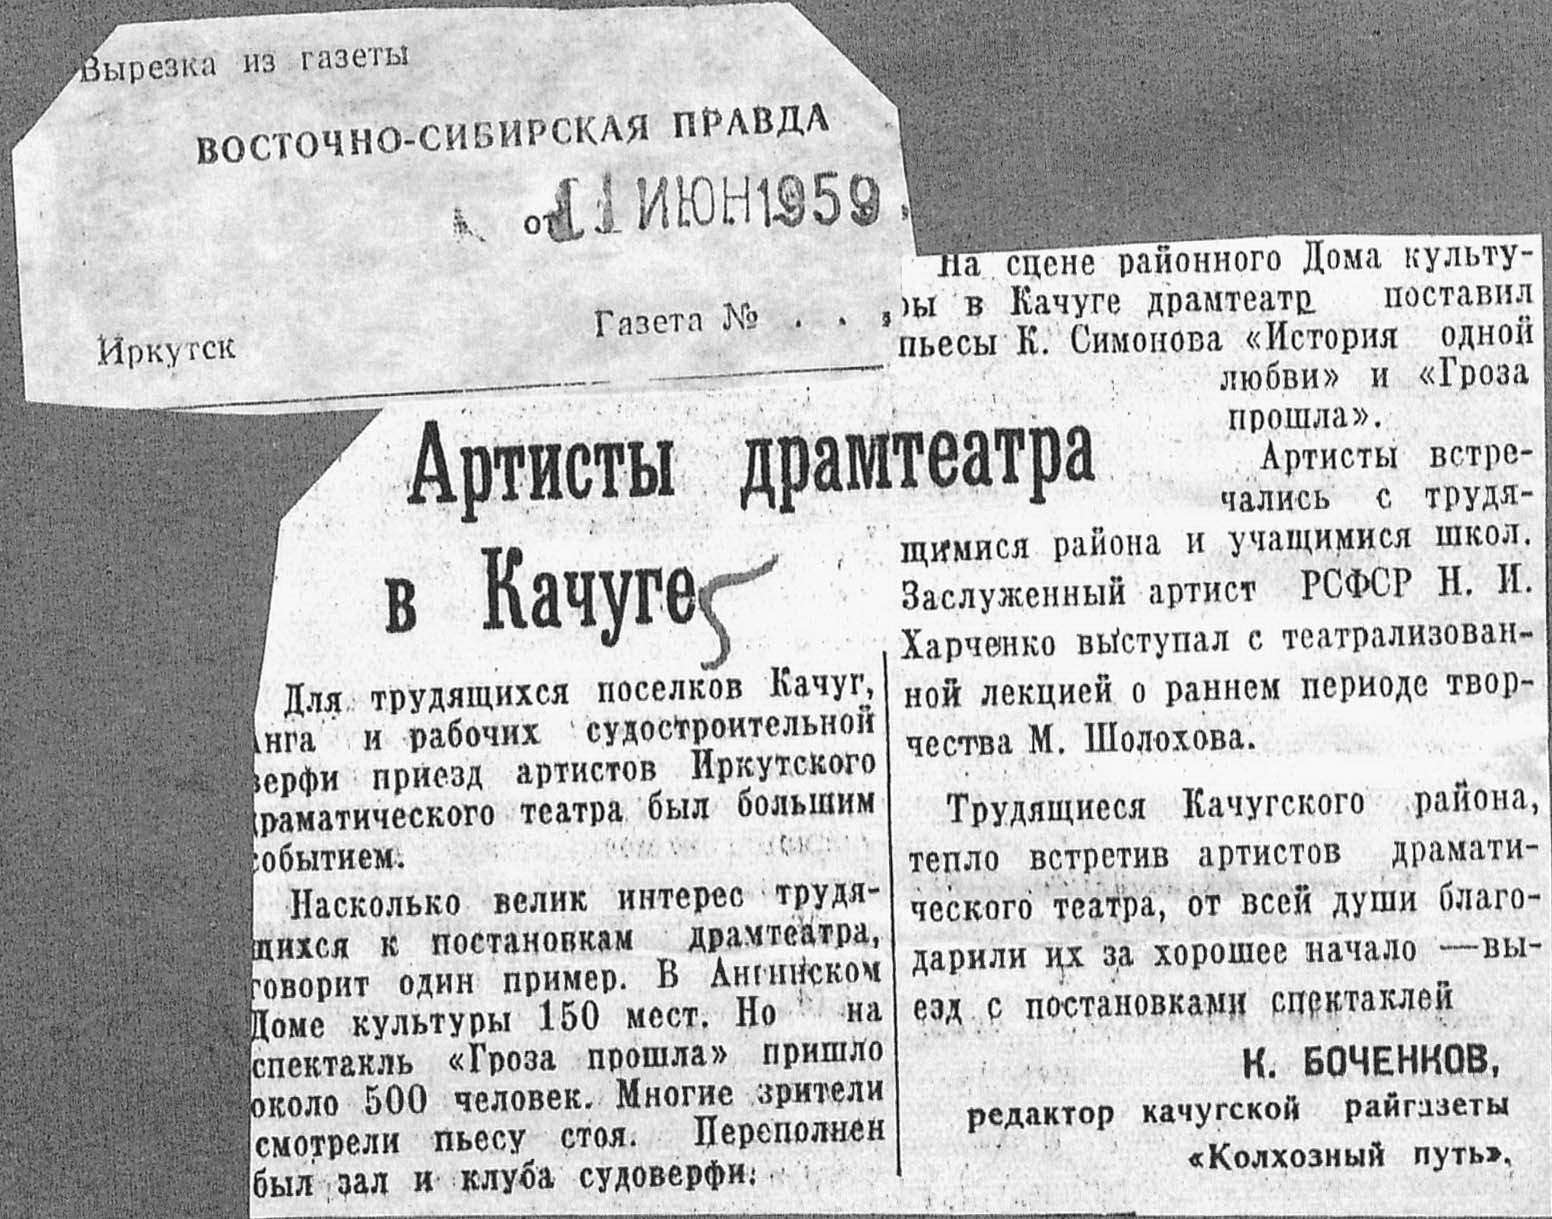 Вырезка из газеты
ВОСТОЧНО-СИБИРСКАЯ ПРАВДА
от 11 ИЮН 1959
Иркутск
Газета № . . ,
Артисты драмтеатра
в Качуге
Для трудящихся поселков Качуг,
Анга и рабочих судостроительной
верфи приезд артистов Иркутского
драматического театра был большим
событием.
Насколько велик интерес трудя-
щихся к постановкам драмтеатра,
говорит один пример. В Ангинском
Доме культуры 150 мест. Но на
спектакль «Гроза прошла» пришло
около 500 человек. Многие зрители
смотрели пьесу стоя. Переполнен
был зал и клуба судоверфи.
На сцене районного Дома культу-
ры в Качуге драмтеатр поставил
пьесы К. Симонова «История одной
любви» и «Гроза
прошла».
Артисты встре-
чались с трудя-
щимися района и учащимися школ.
Заслуженный артист РСФСР Н. И.
Харченко выступал с театрализован-
ной лекцией о раннем периоде твор-
чества М. Шолохова.
Трудящиеся Качугского района,
тепло встретив артистов драмати-
ческого театра, от всей души благо-
дарили их за хорошее начало —вы-
езд с постановками спектаклей
К. БОЧЕНКОВ,
редактор качугской райгазеты
«Колхозный путь».